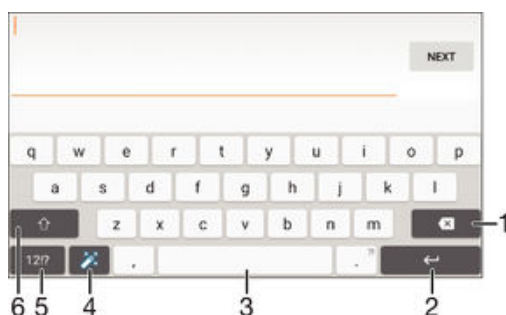 NEXT
q w e r t y u i o p
a s d f g h j k l
z x c v b n m 1
12!? , . ?!
6 5 4 3 2